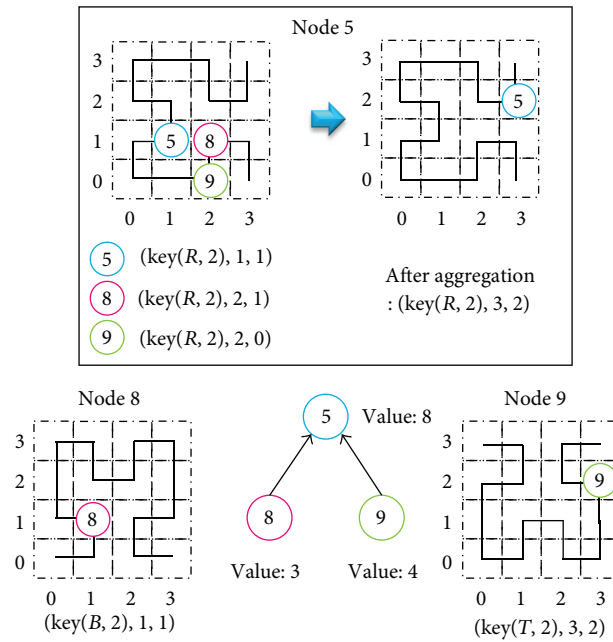 Node 5
3
2
1
0
5
8
9
0 1 2 3
3
2
1
0
5
0 1 2 3
5 (key(R, 2), 1, 1)
8 (key(R, 2), 2, 1)
9 (key(R, 2), 2, 0)
After aggregation
: (key(R, 2), 3, 2)
Node 8
3
2
1
0
8
0 1 2 3
(key(B, 2), 1, 1)
5 Value: 8
8 9
Value: 3 Value: 4
Node 9
3
2
1
0
9
0 1 2 3
(key(T, 2), 3, 2)